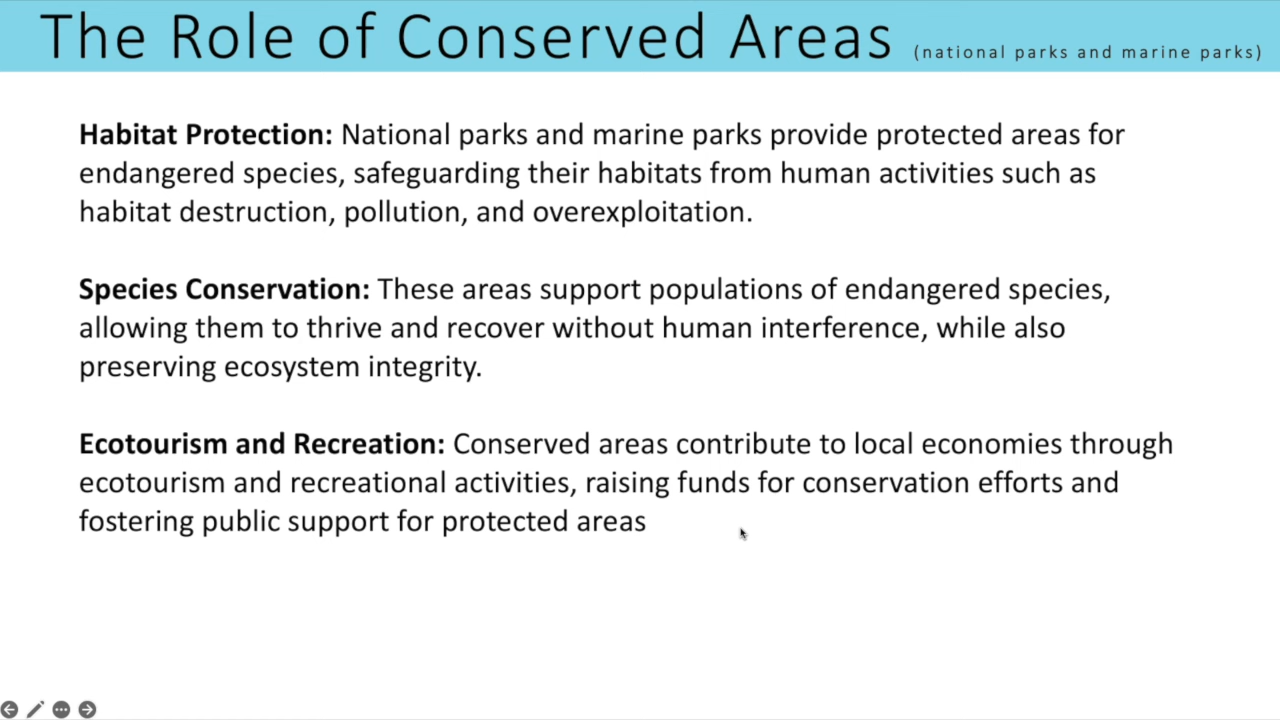 The Role of Conserved Areas (national parks and marine parks)
Habitat Protection: National parks and marine parks provide protected areas for
endangered species, safeguarding their habitats from human activities such as
habitat destruction, pollution, and overexploitation.
Species Conservation: These areas support populations of endangered species,
allowing them to thrive and recover without human interference, while also
preserving ecosystem integrity.
Ecotourism and Recreation: Conserved areas contribute to local economies through
ecotourism and recreational activities, raising funds for conservation efforts and
fostering public support for protected areas